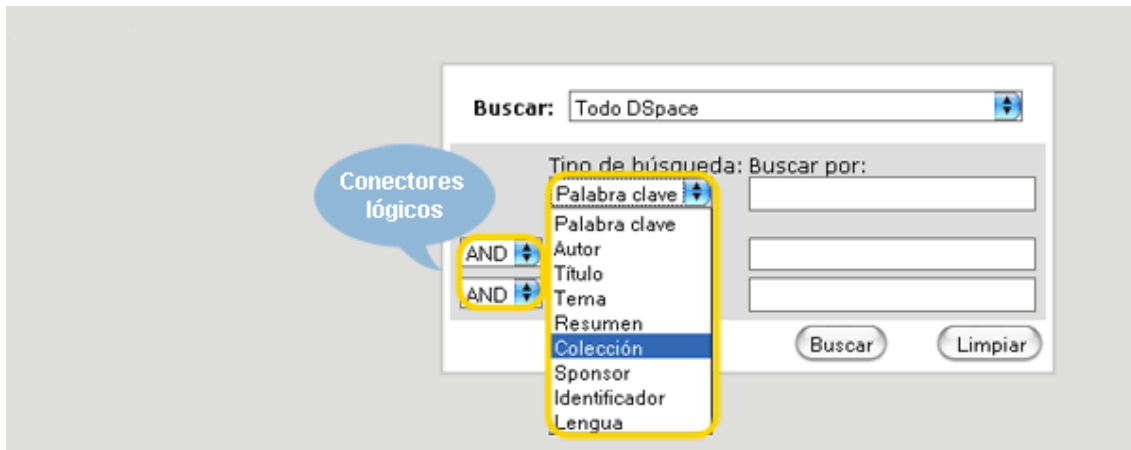 Buscar: Todo DSpace
Tipo de búsqueda: Buscar por:
Conectores
lógicos
Palabra clave
Palabra clave
AND
Autor
Título
AND
Tema
Resumen
Colección
Buscar
Limpiar
Sponsor
Identificador
Lengua